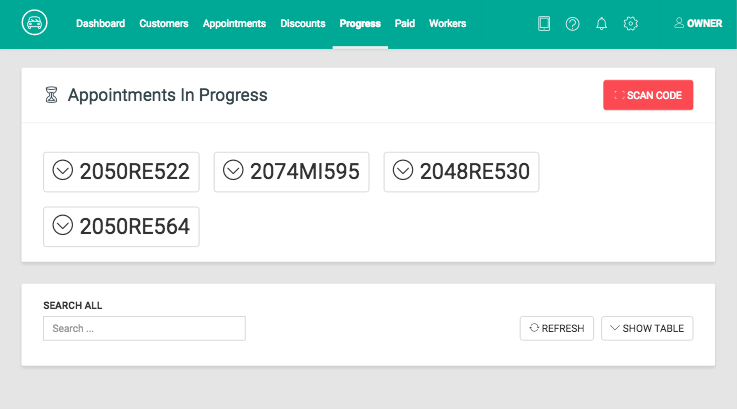 Dashboard Customers Appointments Discounts Progress Paid Workers OWNER
Appointments In Progress SCAN CODE
2050RE522 2074MI595 2048RE530
2050RE564
SEARCH ALL
Search ... REFRESH SHOW TABLE